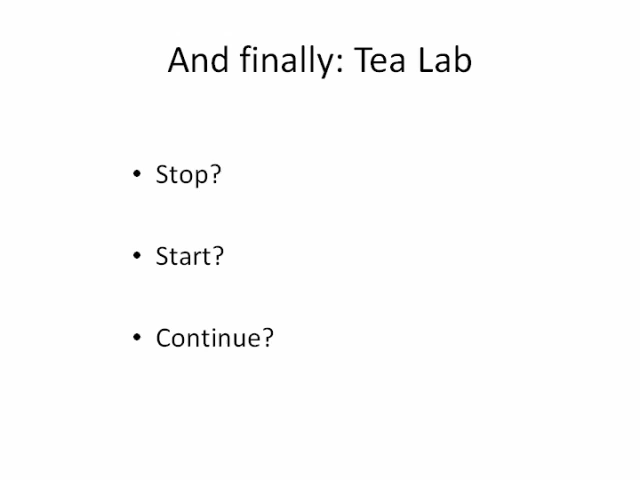 And finally: Tea Lab
• Stop?
• Start?
• Continue?